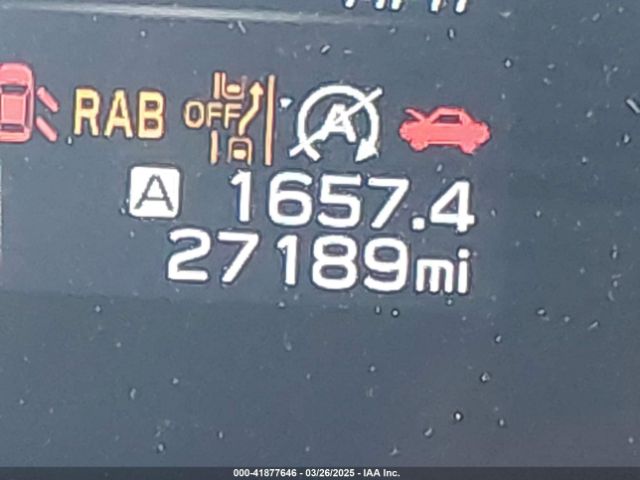 RAB OFF A
A 1657.4
27189mi
000-41877646 - 03/26/2025 - IAA Inc.